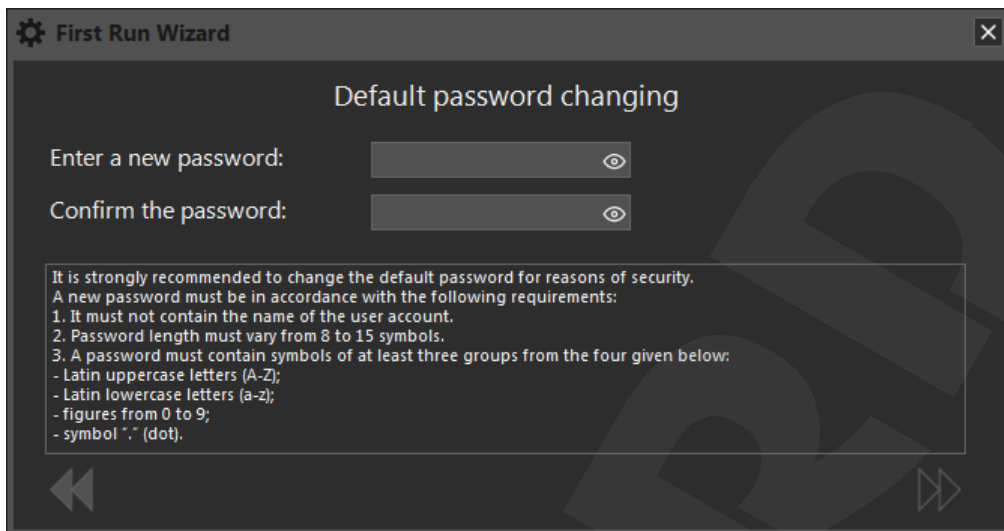 First Run Wizard
Default password changing
Enter a new password:
Confirm the password:
It is strongly recommended to change the default password for reasons of security.
A new password must be in accordance with the following requirements:
1. It must not contain the name of the user account.
2. Password length must vary from 8 to 15 symbols.
3. A password must contain symbols of at least three groups from the four given below:
- Latin uppercase letters (A-Z);
- Latin lowercase letters (a-z);
- figures from 0 to 9;
- symbol "." (dot).